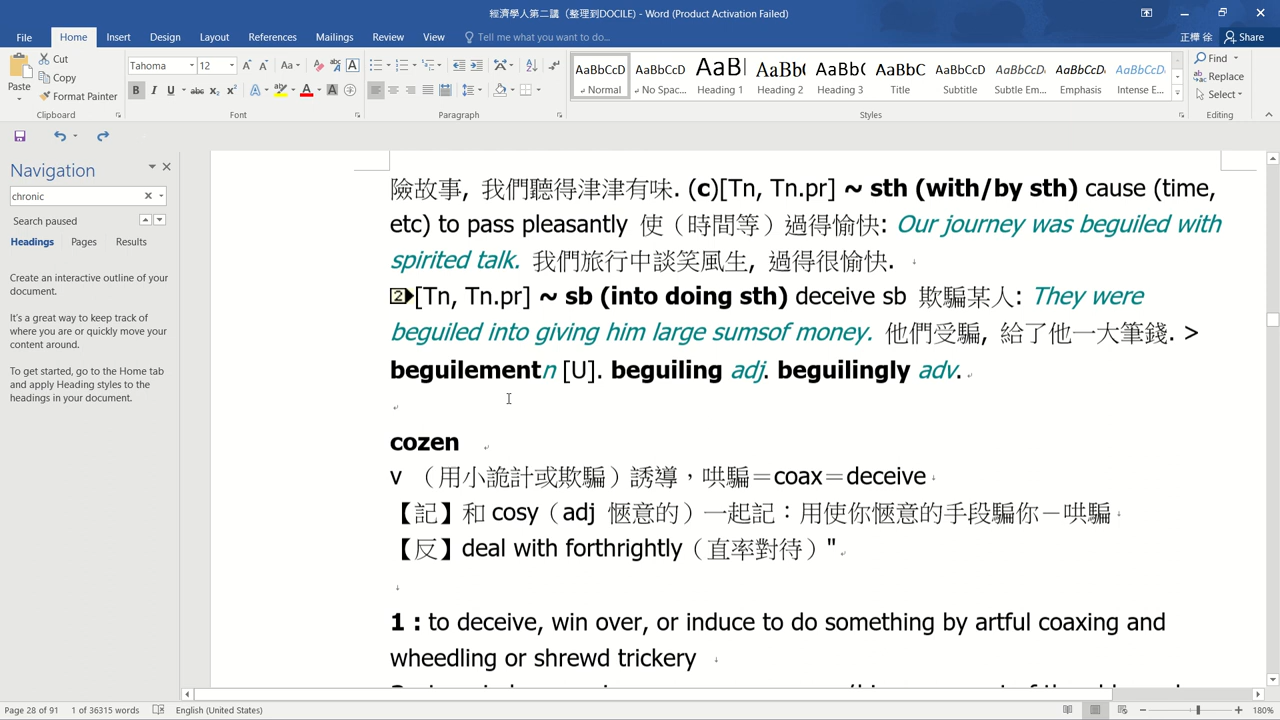 經濟學人第二講（整理到DOCILE) - Word (Product Activation Failed)
File Home Insert Design Layout References Mailings Review View Tell me what you want to do... 正樺 徐 Share
Paste Cut Copy Format Painter Clipboard
Tahoma 12 Font
Paragraph
AaBbCcD AaBbCcD AaBl AaBb( AaBbC AaBbC AaBbCcD AaBbCcD AaBbCcD AaBbCcD
Normal No Spac... Heading 1 Heading 2 Heading 3 Title Subtitle Subtle Em... Emphasis Intense E...
Styles
Find Replace Select Editing
Navigation
chronic
Search paused
Headings Pages Results
Create an interactive outline of your
document.
It's a great way to keep track of
where you are or quickly move your
content around.
To get started, go to the Home tab
and apply Heading styles to the
headings in your document.
險故事, 我們聽得津津有味. (c)[Tn, Tn.pr] ~ sth (with/by sth) cause (time,
etc) to pass pleasantly 使（時間等）過得愉快: Our journey was beguiled with
spirited talk. 我們旅行中談笑風生, 過得很愉快.
2 [Tn, Tn.pr] ~ sb (into doing sth) deceive sb 欺騙某人: They were
beguiled into giving him large sumsof money. 他們受騙, 給了他一大筆錢. >
beguilementn [U]. beguiling adj. beguilingly adv.
cozen
v （用小詭計或欺騙）誘導，哄騙＝coax＝deceive
【記】和 cosy（adj 愜意的）一起記：用使你愜意的手段騙你－哄騙
【反】deal with forthrightly（直率對待）"
1 : to deceive, win over, or induce to do something by artful coaxing and
wheedling or shrewd trickery
Page 28 of 91 1 of 36315 words English (United States) 180%